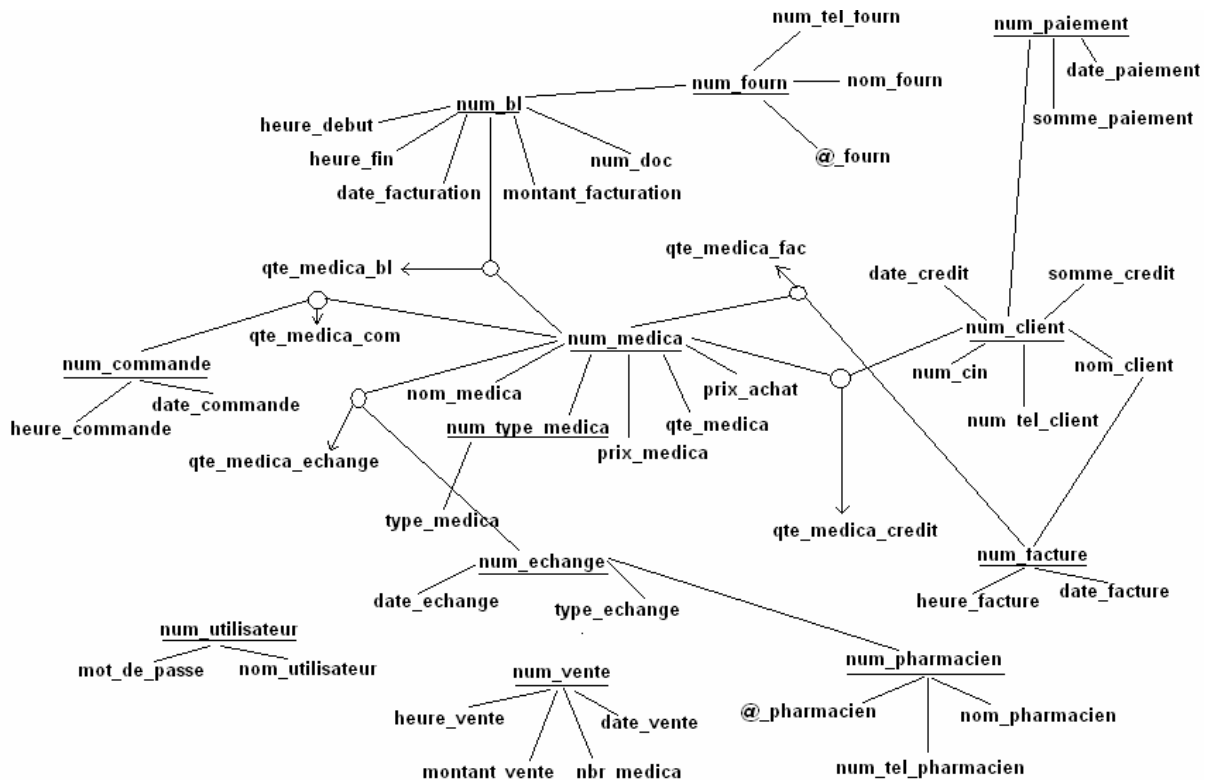 num_tel_fourn
num_paiement
date_paiement
num_fourn
nom_fourn
num_bl
somme_paiement
heure_debut
heure_fin
num_doc
@_fourn
date_facturation
montant_facturation
qte_medica_fac
qte_medica_bl
date_credit
somme_credit
qte_medica_com
num_medica
num_client
num_commande
nom_client
num_cin
date_commande
nom_medica
prix_achat
heure_commande
num_type_medica
qte_medica
num_tel_client
qte_medica_echange
prix_medica
type_medica
qte_medica_credit
num_echange
num_facture
date_echange
type_echange
heure_facture
date_facture
num_utilisateur
mot_de_passe
nom_utilisateur
num_vente
num_pharmacien
heure_vente
date_vente
@_pharmacien
nom_pharmacien
montant_vente
nbr_medica
num_tel_pharmacien